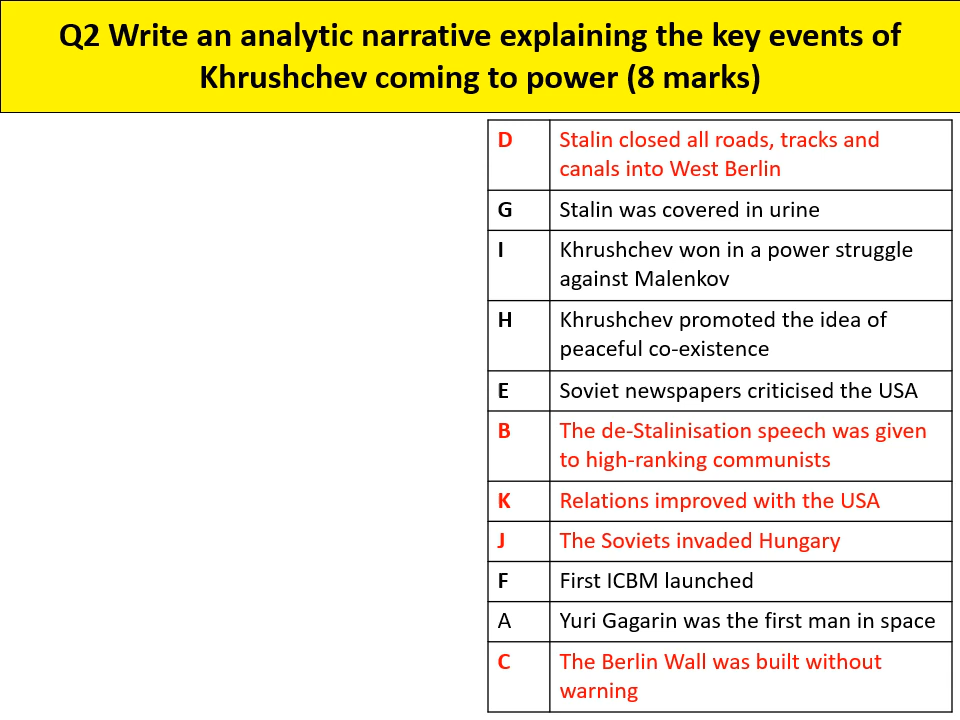 Q2 Write an analytic narrative explaining the key events of
Khrushchev coming to power (8 marks)
D Stalin closed all roads, tracks and
canals into West Berlin
G Stalin was covered in urine
I Khrushchev won in a power struggle
against Malenkov
H Khrushchev promoted the idea of
peaceful co-existence
E Soviet newspapers criticised the USA
B The de-Stalinisation speech was given
to high-ranking communists
K Relations improved with the USA
J The Soviets invaded Hungary
F First ICBM launched
A Yuri Gagarin was the first man in space
C The Berlin Wall was built without
warning